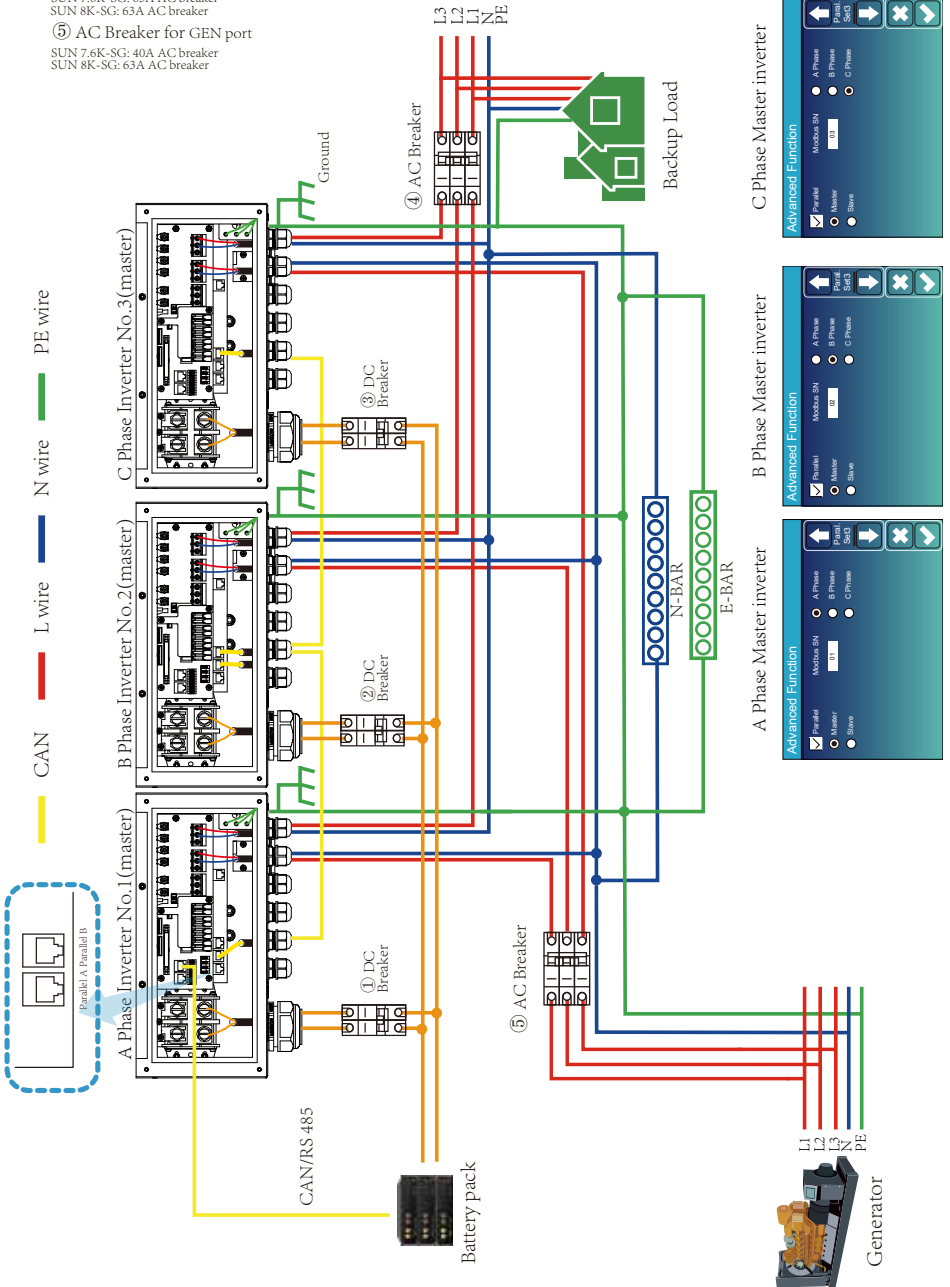 SUN 8K-SG: 63A AC breaker
⑤ AC Breaker for GEN port
SUN 7.6K-SG: 40A AC breaker
SUN 8K-SG: 63A AC breaker
CAN
L wire
N wire
PE wire
Parallel A Parallel B
A Phase Inverter No.1(master)
B Phase Inverter No.2(master)
C Phase Inverter No.3(master)
Ground
CAN/RS 485
① DC
Breaker
② DC
Breaker
③ DC
Breaker
④ AC Breaker
L3
L2
L1
N
PE
Battery pack
Backup Load
⑤ AC Breaker
N-BAR
E-BAR
L1
L2
L3
N
PE
Generator
A Phase Master inverter
Advanced Function
Parallel
Master
Slave
Modbus SN
01
A Phase
B Phase
C Phase
Paral.
Set3
B Phase Master inverter
Advanced Function
Parallel
Master
Slave
Modbus SN
02
A Phase
B Phase
C Phase
Paral.
Set3
C Phase Master inverter
Advanced Function
Parallel
Master
Slave
Modbus SN
03
A Phase
B Phase
C Phase
Paral.
Set3